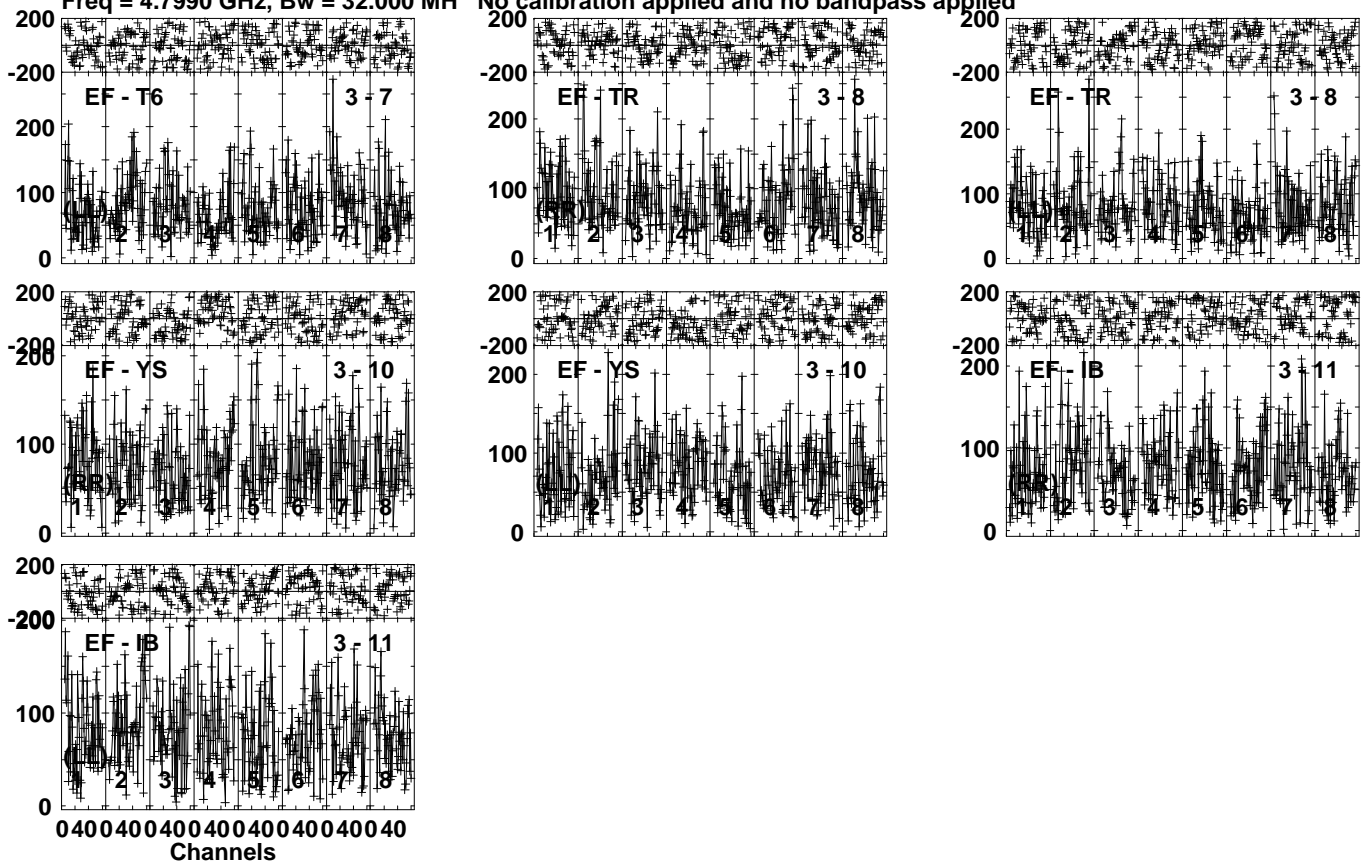 Freq = 4.7990 GHz, Bw = 32.000 MH No calibration applied and no bandpass applied
200
-200
EF - T6 3 - 7
200
100
0
(LL)
1 2 3 4 5 6 7 8
200
-200
EF - TR 3 - 8
200
100
0
(RR)
1 2 3 4 5 6 7 8
200
-200
EF - TR 3 - 8
200
100
0
(LL)
1 2 3 4 5 6 7 8
200
-200
200
EF - YS 3 - 10
100
0
(RR)
1 2 3 4 5 6 7 8
200
-200
200
EF - YS 3 - 10
100
0
(LL)
1 2 3 4 5 6 7 8
200
-200
200
EF - IB 3 - 11
100
0
(RR)
1 2 3 4 5 6 7 8
200
-200
200
EF - IB 3 - 11
100
0
(LL)
1 2 3 4 5 6 7 8
0 40 0 40 0 40 0 40 0 40 0 40 0 40 0 40
Channels